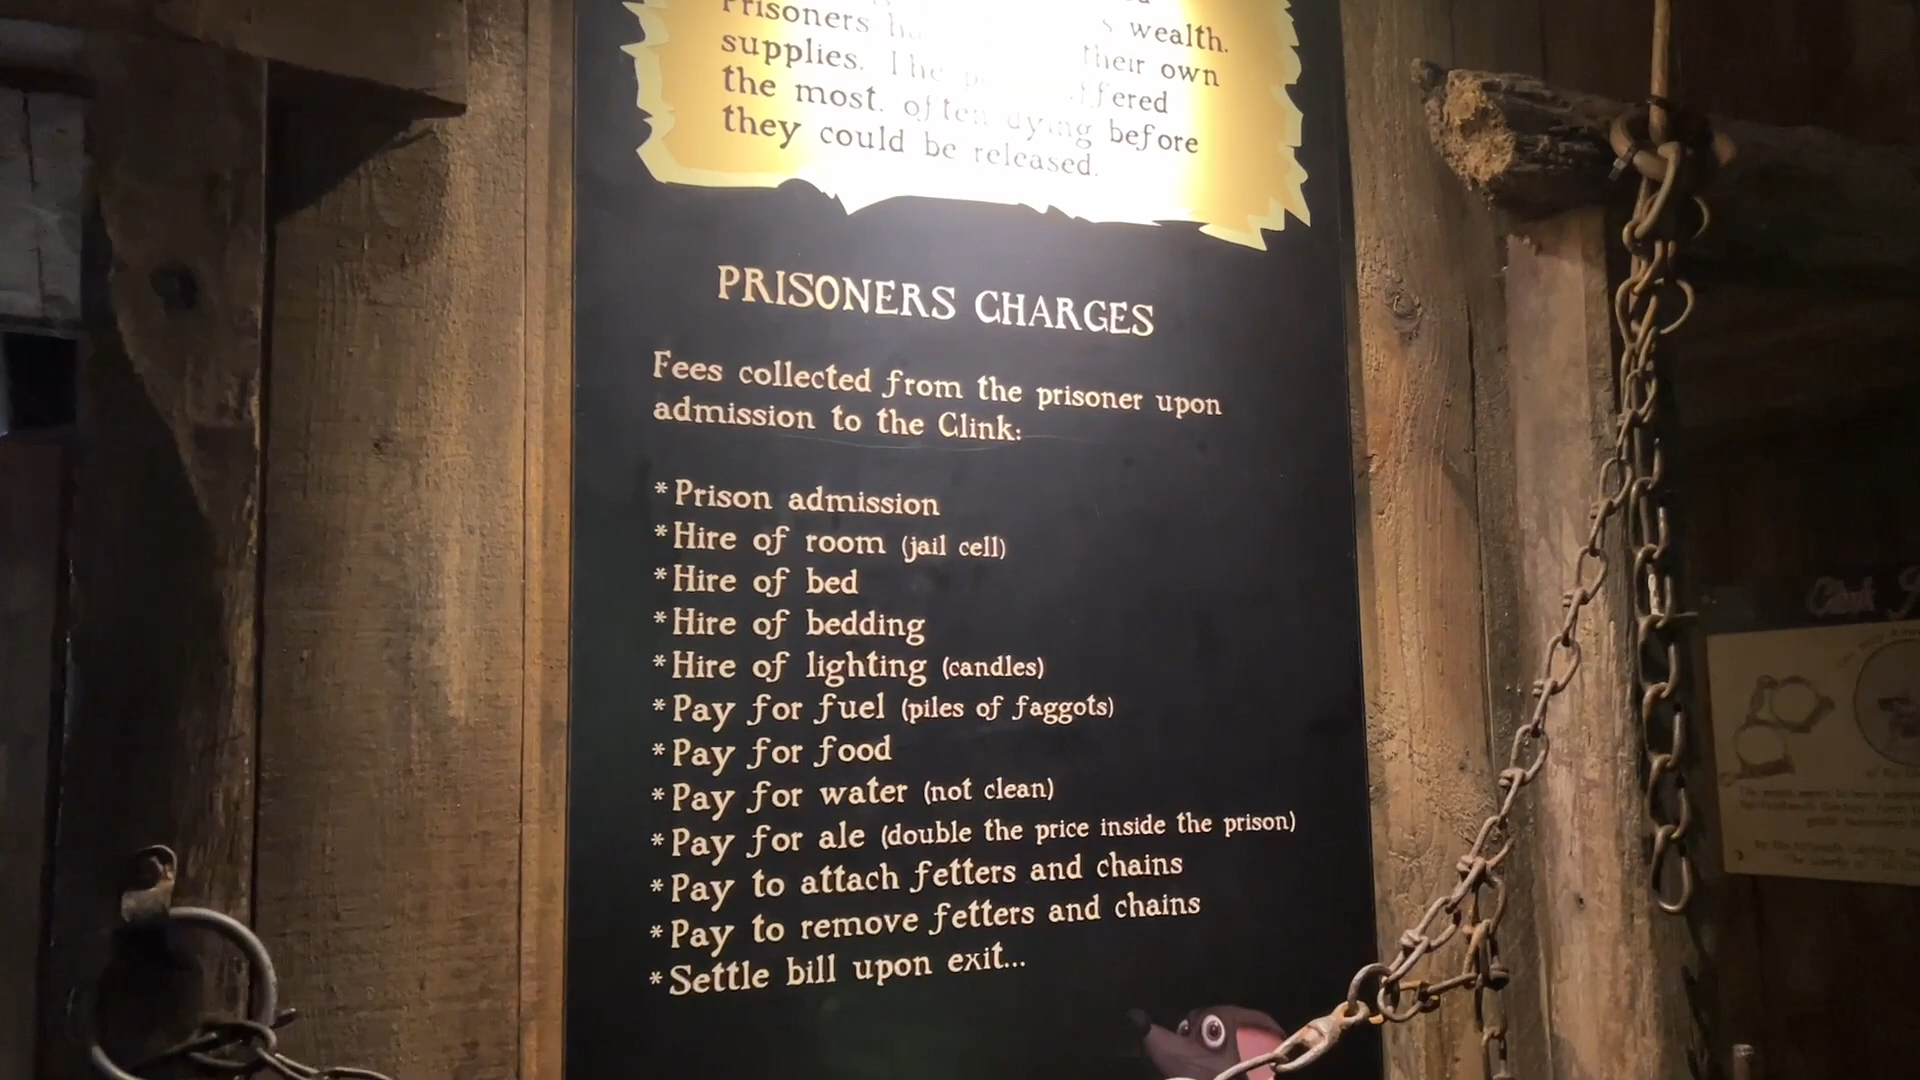 Prisoners wealth.
supplies. The their own
the most. often dying before
they could be released.
PRISONERS CHARGES
Fees collected from the prisoner upon
admission to the Clink:
*Prison admission
*Hire of room (jail cell)
*Hire of bed
*Hire of bedding
*Hire of lighting (candles)
*Pay for fuel (piles of faggots)
*Pay for food
*Pay for water (not clean)
*Pay for ale (double the price inside the prison)
*Pay to attach fetters and chains
*Pay to remove fetters and chains
*Settle bill upon exit...
Clink